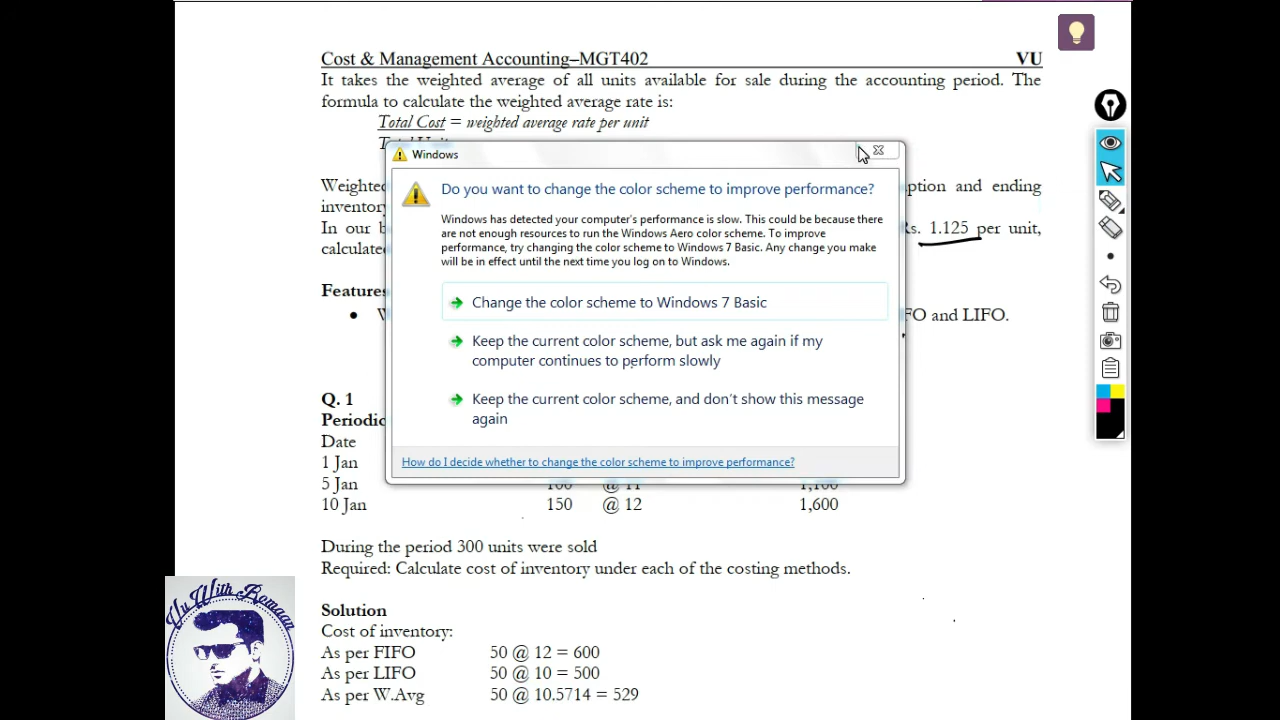 Cost & Management Accounting–MGT402 VU
It takes the weighted average of all units available for sale during the accounting period. The
formula to calculate the weighted average rate is:
Total Cost = weighted average rate per unit
Windows
Do you want to change the color scheme to improve performance?
Weighted ption and ending
Windows has detected your computer's performance is slow. This could be because there
inventory are not enough resources to run the Windows Aero color scheme. To improve
In our performance, try changing the color scheme to Windows 7 Basic. Any change you make Rs. 1.125 per unit,
calculated will be in effect until the next time you log on to Windows.
Features
Change the color scheme to Windows 7 Basic
FO and LIFO.
Keep the current color scheme, but ask me again if my
computer continues to perform slowly
Q. 1
Keep the current color scheme, and don't show this message
again
Periodic
Date
1 Jan
How do I decide whether to change the color scheme to improve performance?
5 Jan 100 @ 11 1,100
10 Jan 150 @ 12 1,600
During the period 300 units were sold
Required: Calculate cost of inventory under each of the costing methods.
Solution
Cost of inventory:
As per FIFO 50 @ 12 = 600
As per LIFO 50 @ 10 = 500
As per W.Avg 50 @ 10.5714 = 529
Vu With Romaan